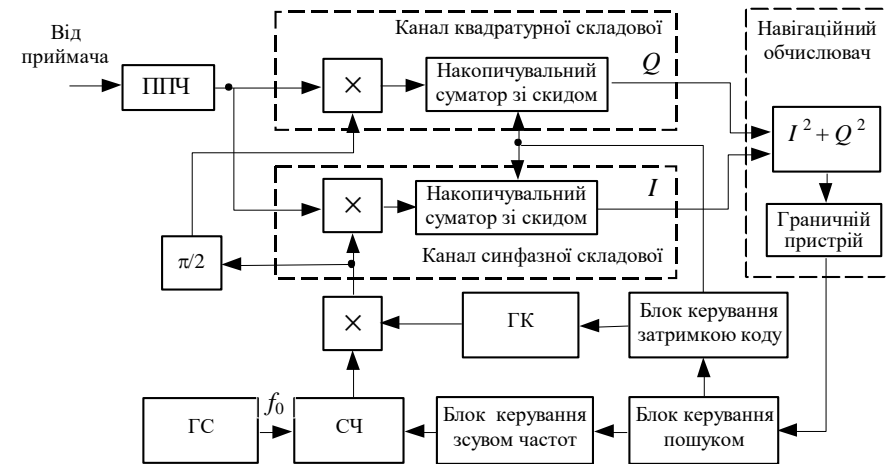 Від
приймача
ППЧ
Канал квадратурної складової
×
Накопичувальний
суматор зі скидом
Q
Навігаційний
обчислювач
I² + Q²
Граничній
пристрій
×
Накопичувальний
суматор зі скидом
I
Канал синфазної складової
π/2
×
ГК
Блок керування
затримкою коду
ГС
f₀
СЧ
Блок керування
зсувом частот
Блок керування
пошуком